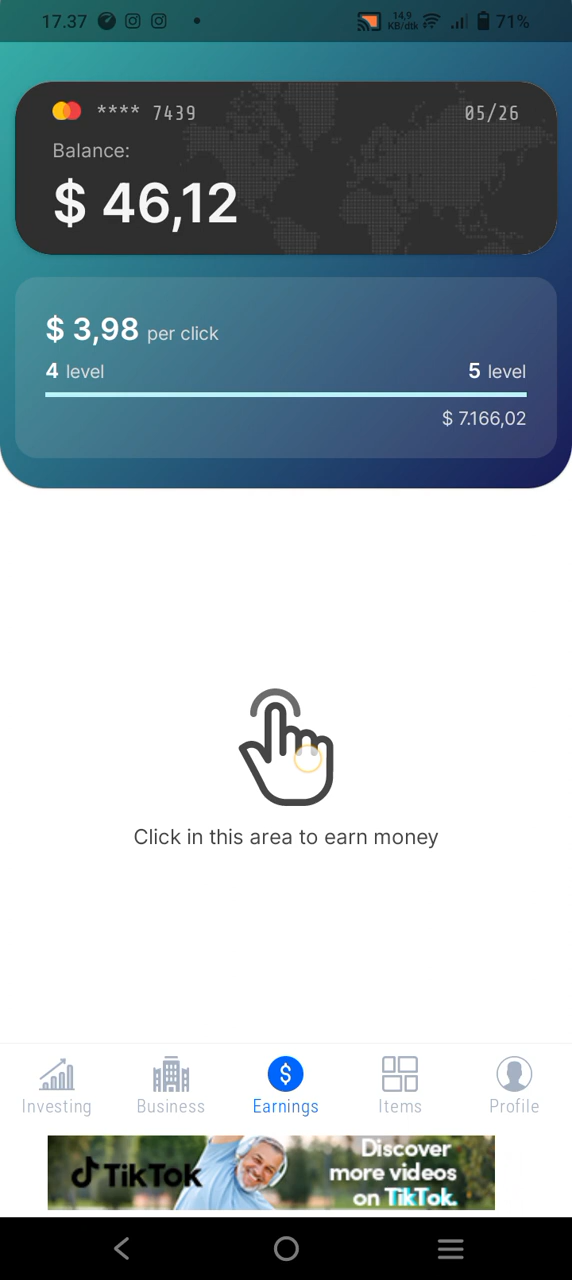 17.37
14,9
KB/dtk
71%
**** 7439
05/26
Balance:
$ 46,12
$ 3,98 per click
4 level
5 level
$ 7.166,02
Click in this area to earn money
Investing
Business
Earnings
Items
Profile
TikTok
Discover
more videos
on TikTok.